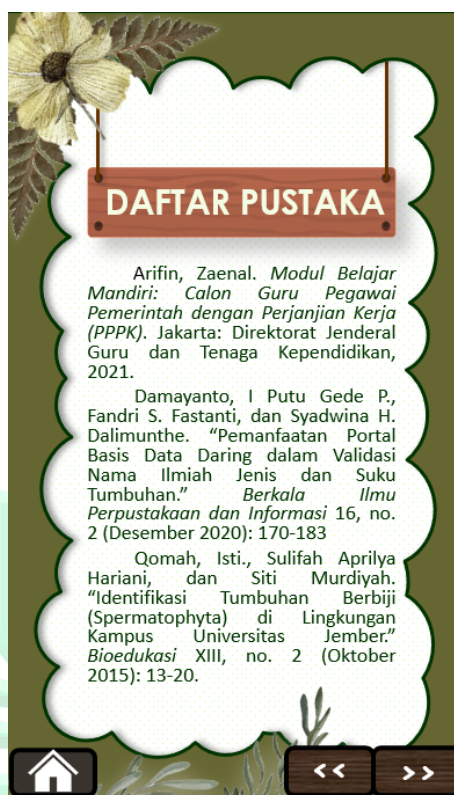 DAFTAR PUSTAKA
Arifin, Zaenal. Modul Belajar
Mandiri: Calon Guru Pegawai
Pemerintah dengan Perjanjian Kerja
(PPPK). Jakarta: Direktorat Jenderal
Guru dan Tenaga Kependidikan,
2021.
Damayanto, I Putu Gede P.,
Fandri S. Fastanti, dan Syadwina H.
Dalimunthe. “Pemanfaatan Portal
Basis Data Daring dalam Validasi
Nama Ilmiah Jenis dan Suku
Tumbuhan.” Berkala Ilmu
Perpustakaan dan Informasi 16, no.
2 (Desember 2020): 170-183
Qomah, Isti., Sulifah Aprilya
Hariani, dan Siti Murdiyah.
“Identifikasi Tumbuhan Berbiji
(Spermatophyta) di Lingkungan
Kampus Universitas Jember.”
Bioedukasi XIII, no. 2 (Oktober
2015): 13-20.
<< >>